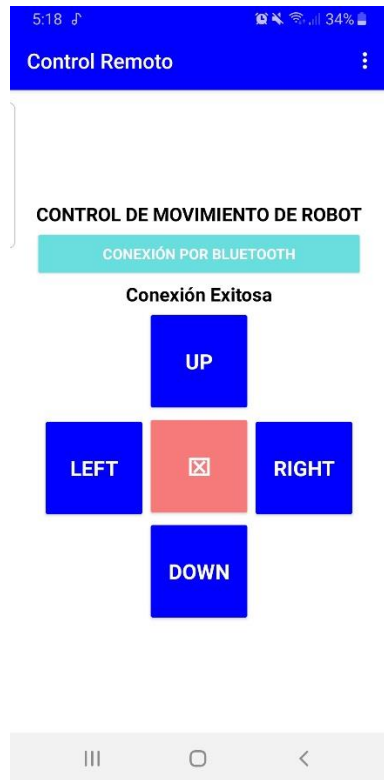 5:18 34%
Control Remoto
CONTROL DE MOVIMIENTO DE ROBOT
CONEXIÓN POR BLUETOOTH
Conexión Exitosa
UP
LEFT ☒ RIGHT
DOWN